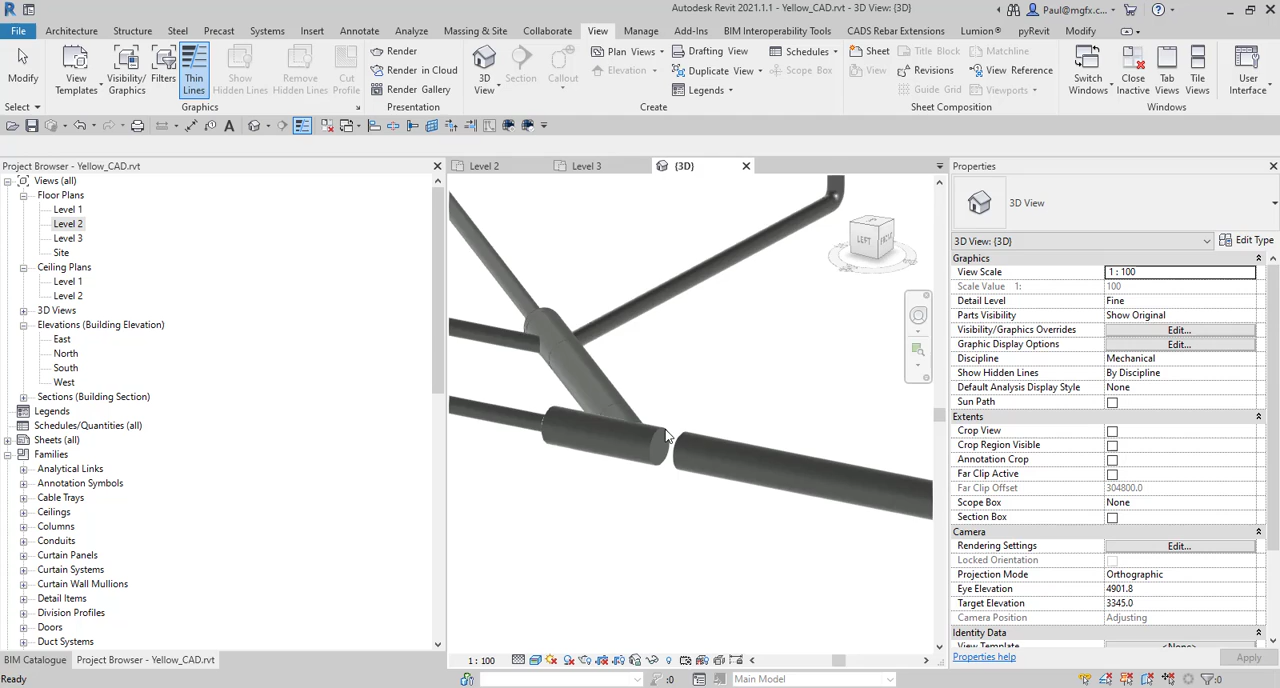 Autodesk Revit 2021.1.1 - Yellow_CAD.rvt - 3D View: {3D}
Paul@mgfx.c...
File Architecture Structure Steel Precast Systems Insert Annotate Analyze Massing & Site Collaborate View Manage Add-Ins BIM Interoperability Tools CADS Rebar Extensions Lumion® pyRevit Modify
Modify
View Templates
Visibility/ Graphics
Filters
Thin Lines
Show Hidden Lines
Remove Hidden Lines
Cut Profile
Render
Render in Cloud
Render Gallery
3D View
Section
Callout
Plan Views
Elevation
Drafting View
Duplicate View
Legends
Schedules
Scope Box
Sheet
View
Title Block
Revisions
Guide Grid
Matchline
View Reference
Viewports
Switch Windows
Close Inactive
Tab Views
Tile Views
User Interface
Select Graphics Presentation Create Sheet Composition Windows
Project Browser - Yellow_CAD.rvt
Views (all)
Floor Plans
Level 1
Level 2
Level 3
Site
Ceiling Plans
Level 1
Level 2
3D Views
Elevations (Building Elevation)
East
North
South
West
Sections (Building Section)
Legends
Schedules/Quantities (all)
Sheets (all)
Families
Analytical Links
Annotation Symbols
Cable Trays
Ceilings
Columns
Conduits
Curtain Panels
Curtain Systems
Curtain Wall Mullions
Detail Items
Division Profiles
Doors
Duct Systems
BIM Catalogue Project Browser - Yellow_CAD.rvt
Level 2 Level 3 {3D}
LEFT
1 : 100
Properties
3D View
3D View: {3D} Edit Type
Graphics
View Scale 1 : 100
Scale Value 1: 100
Detail Level Fine
Parts Visibility Show Original
Visibility/Graphics Overrides Edit...
Graphic Display Options Edit...
Discipline Mechanical
Show Hidden Lines By Discipline
Default Analysis Display Style None
Sun Path
Extents
Crop View
Crop Region Visible
Annotation Crop
Far Clip Active
Far Clip Offset 304800.0
Scope Box None
Section Box
Camera
Rendering Settings Edit...
Locked Orientation
Projection Mode Orthographic
Eye Elevation 4901.8
Target Elevation 3345.0
Camera Position Adjusting
Identity Data
View Template <None>
Properties help Apply
Ready :0 Main Model :0